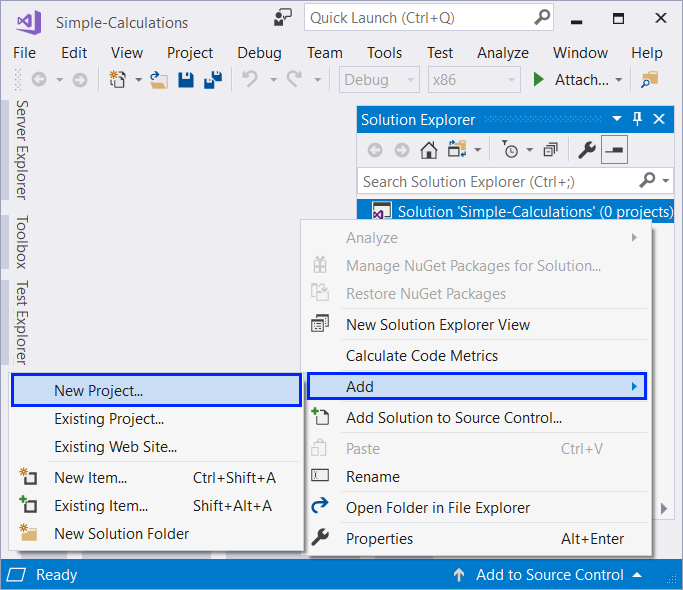 Simple-Calculations
Quick Launch (Ctrl+Q)
File Edit View Project Debug Team Tools Test Analyze Window Help
Debug x86 Attach...
Server Explorer
Toolbox
Test Explorer
Solution Explorer
Search Solution Explorer (Ctrl+;)
Solution 'Simple-Calculations' (0 projects)
Analyze
Manage NuGet Packages for Solution...
Restore NuGet Packages
New Solution Explorer View
Calculate Code Metrics
Add
Add Solution to Source Control...
Paste Ctrl+V
Rename
Open Folder in File Explorer
Properties Alt+Enter
New Project...
Existing Project...
Existing Web Site...
New Item... Ctrl+Shift+A
Existing Item... Shift+Alt+A
New Solution Folder
Ready
Add to Source Control